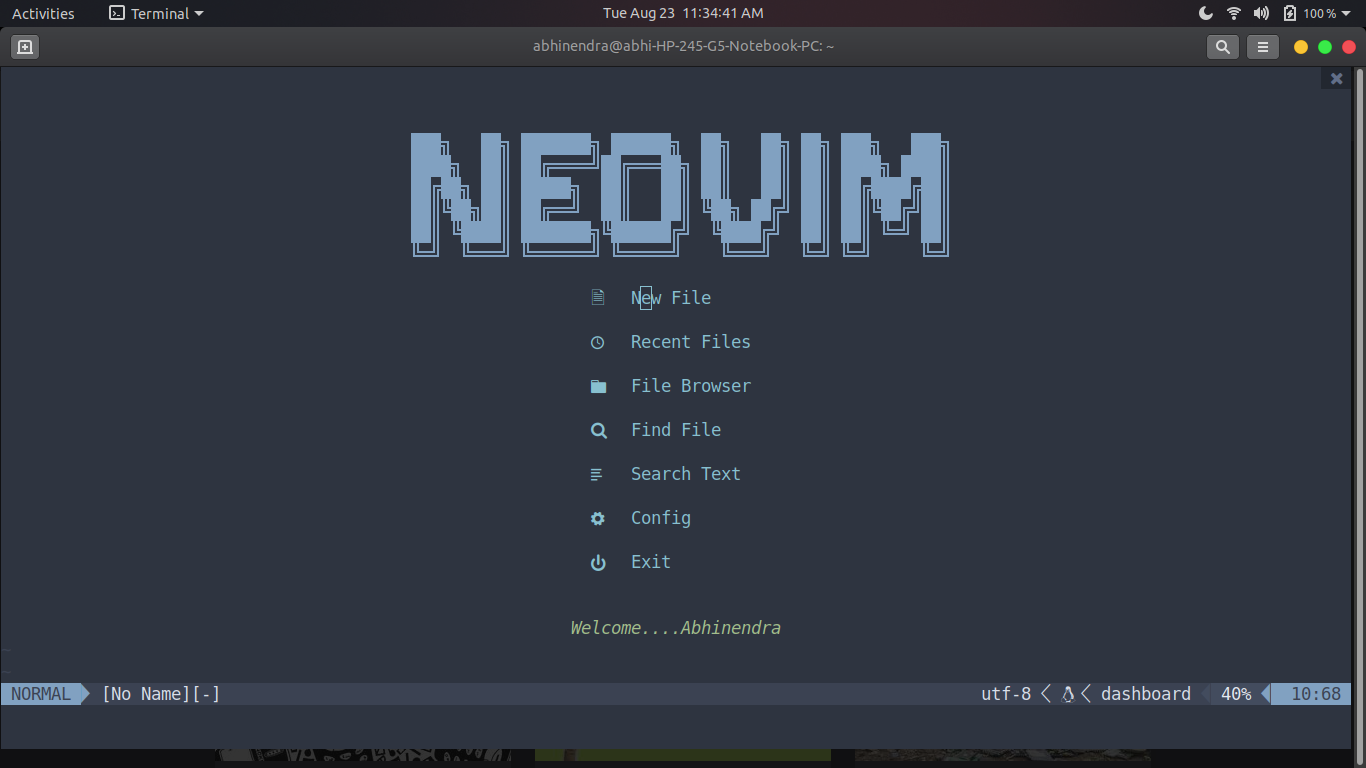 Activities Terminal Tue Aug 23 11:34:41 AM 100 %
abhinendra@abhi-HP-245-G5-Notebook-PC: ~
NEOVIM
New File
Recent Files
File Browser
Find File
Search Text
Config
Exit
Welcome....Abhinendra
~
~
NORMAL [No Name][-] utf-8 dashboard 40% 10:68